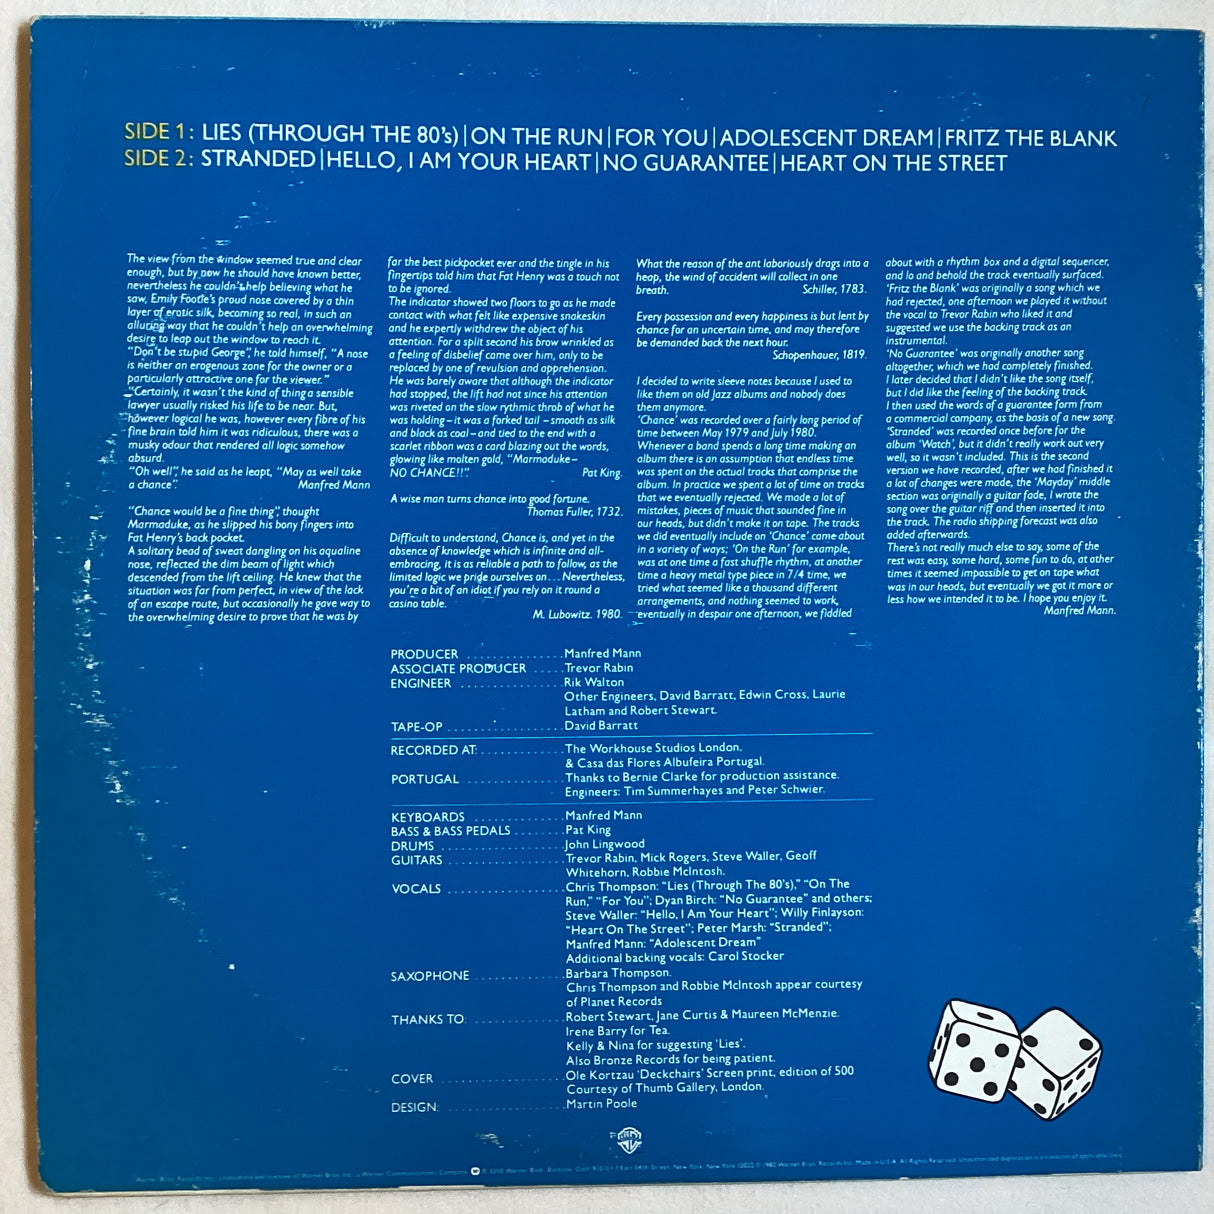 SIDE 1: LIES (THROUGH THE 80's)|ON THE RUN|FOR YOU|ADOLESCENT DREAM|FRITZ THE BLANK
SIDE 2: STRANDED|HELLO, I AM YOUR HEART|NO GUARANTEE|HEART ON THE STREET
The view from the window seemed true and clear
enough, but by now he should have known better,
nevertheless he couldn't help believing what he
saw, Emily Footle's proud nose covered by a thin
layer of erotic silk, becoming so real, in such an
alluring way that he couldn't help an overwhelming
desire to leap out the window to reach it.
"Don't be stupid George", he told himself, "A nose
is neither an erogenous zone for the owner or a
particularly attractive one for the viewer."
"Certainly, it wasn't the kind of thing a sensible
lawyer usually risked his life to be near. But,
however logical he was, however every fibre of his
fine brain told him it was ridiculous, there was a
musky odour that rendered all logic somehow
absurd.
"Oh well", he said as he leapt, "May as well take
a chance". Manfred Mann
"Chance would be a fine thing", thought
Marmaduke, as he slipped his bony fingers into
Fat Henry's back pocket.
A solitary bead of sweat dangling on his aqualine
nose, reflected the dim beam of light which
descended from the lift ceiling. He knew that the
situation was far from perfect, in view of the lack
of an escape route, but occasionally he gave way to
the overwhelming desire to prove that he was by
far the best pickpocket ever and the tingle in his
fingertips told him that Fat Henry was a touch not
to be ignored.
The indicator showed two floors to go as he made
contact with what felt like expensive snakeskin
and he expertly withdrew the object of his
attention. For a split second his brow wrinkled as
a feeling of disbelief came over him, only to be
replaced by one of revulsion and apprehension.
He was barely aware that although the indicator
had stopped, the lift had not since his attention
was riveted on the slow rythmic throb of what he
was holding – it was a forked tail – smooth as silk
and black as coal – and tied to the end with a
scarlet ribbon was a card blazing out the words,
glowing like molten gold, "Marmaduke –
NO CHANCE!!". Pat King.
A wise man turns chance into good fortune.
Thomas Fuller, 1732.
Difficult to understand, Chance is, and yet in the
absence of knowledge which is infinite and all-
embracing, it is as reliable a path to follow, as the
limited logic we pride ourselves on... Nevertheless,
you're a bit of an idiot if you rely on it round a
casino table.
M. Lubowitz. 1980.
What the reason of the ant laboriously drags into a
heap, the wind of accident will collect in one
breath. Schiller, 1783.
Every possession and every happiness is but lent by
chance for an uncertain time, and may therefore
be demanded back the next hour.
Schopenhauer, 1819.
I decided to write sleeve notes because I used to
like them on old Jazz albums and nobody does
them anymore.
'Chance' was recorded over a fairly long period of
time between May 1979 and July 1980.
Whenever a band spends a long time making an
album there is an assumption that endless time
was spent on the actual tracks that comprise the
album. In practice we spent a lot of time on tracks
that we eventually rejected. We made a lot of
mistakes, pieces of music that sounded fine in
our heads, but didn't make it on tape. The tracks
we did eventually include on 'Chance' came about
in a variety of ways; 'On the Run' for example,
was at one time a fast shuffle rhythm, at another
time a heavy metal type piece in 7/4 time, we
tried what seemed like a thousand different
arrangements, and nothing seemed to work,
eventually in despair one afternoon, we fiddled
about with a rhythm box and a digital sequencer,
and lo and behold the track eventually surfaced.
'Fritz the Blank' was originally a song which we
had rejected, one afternoon we played it without
the vocal to Trevor Rabin who liked it and
suggested we use the backing track as an
instrumental.
'No Guarantee' was originally another song
altogether, which we had completely finished.
I later decided that I didn't like the song itself,
but I did like the feeling of the backing track.
I then used the words of a guarantee form from
a commercial company, as the basis of a new song.
'Stranded' was recorded once before for the
album 'Watch', but it didn't really work out very
well, so it wasn't included. This is the second
version we have recorded, after we had finished it
a lot of changes were made, the 'Mayday' middle
section was originally a guitar fade, I wrote the
song over the guitar riff and then inserted it into
the track. The radio shipping forecast was also
added afterwards.
There's not really much else to say, some of the
rest was easy, some hard, some fun to do, at other
times it seemed impossible to get on tape what
was in our heads, but eventually we got it more or
less how we intended it to be. I hope you enjoy it.
Manfred Mann.
PRODUCER ............... Manfred Mann
ASSOCIATE PRODUCER ..... Trevor Rabin
ENGINEER ............... Rik Walton
Other Engineers, David Barratt, Edwin Cross, Laurie
Latham and Robert Stewart.
TAPE-OP ................. David Barratt
RECORDED AT: ............ The Workhouse Studios London.
& Casa das Flores Albufeira Portugal.
PORTUGAL .............. Thanks to Bernie Clarke for production assistance.
Engineers: Tim Summerhayes and Peter Schwier.
KEYBOARDS .............. Manfred Mann
BASS & BASS PEDALS ........ Pat King
DRUMS .................. John Lingwood
GUITARS ................. Trevor Rabin, Mick Rogers, Steve Waller, Geoff
Whitehorn, Robbie McIntosh.
VOCALS ................. Chris Thompson: "Lies (Through The 80's)," "On The
Run," "For You"; Dyan Birch: "No Guarantee" and others;
Steve Waller: "Hello, I Am Your Heart"; Willy Finlayson:
"Heart On The Street"; Peter Marsh: "Stranded";
Manfred Mann: "Adolescent Dream"
Additional backing vocals: Carol Stocker
SAXOPHONE ............. Barbara Thompson.
Chris Thompson and Robbie McIntosh appear courtesy
of Planet Records
THANKS TO: ............. Robert Stewart, Jane Curtis & Maureen McMenzie.
Irene Barry for Tea.
Kelly & Nina for suggesting 'Lies'.
Also Bronze Records for being patient.
COVER .................. Ole Kortzau 'Deckchairs' Screen print, edition of 500
Courtesy of Thumb Gallery, London.
DESIGN: ................. Martin Poole
Warner Bros. Records Inc., a subsidiary and licensee of Warner Bros. Inc., a Warner Communications Company 3300 Warner Blvd., Burbank, Calif. 91510 • 3 East 54th Street, New York, New York 10022 © 1980 Warner Bros. Records Inc. Made in U.S.A. All Rights Reserved. Unauthorized duplication is a violation of applicable laws.